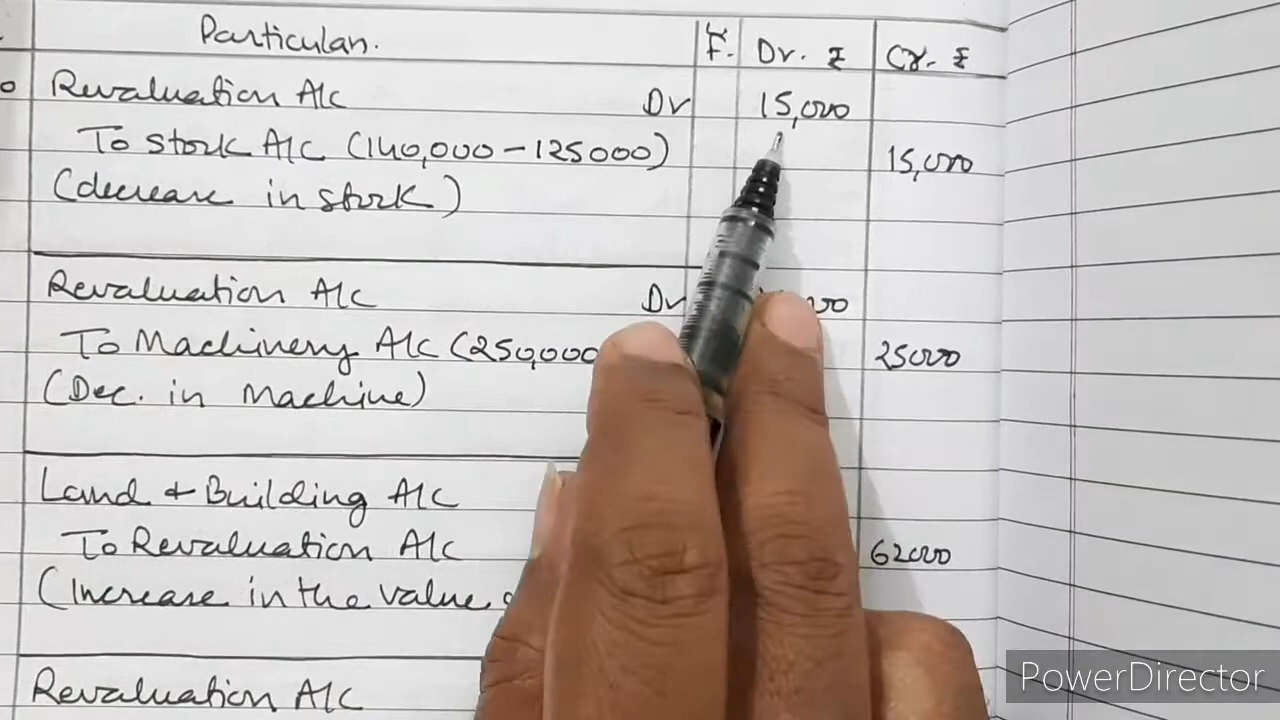 Particular. F. Dr. ₹ Cr. ₹
Revaluation A/c Dr 15,000
To Stock A/c (140,000-125000) 15,000
(decrease in stock)
Revaluation A/c Dr
To Machinery A/c (250,000 25000
(Dec. in Machine)
Land & Building A/c
To Revaluation A/c 62000
(Increase in the value
Revaluation A/c
PowerDirector